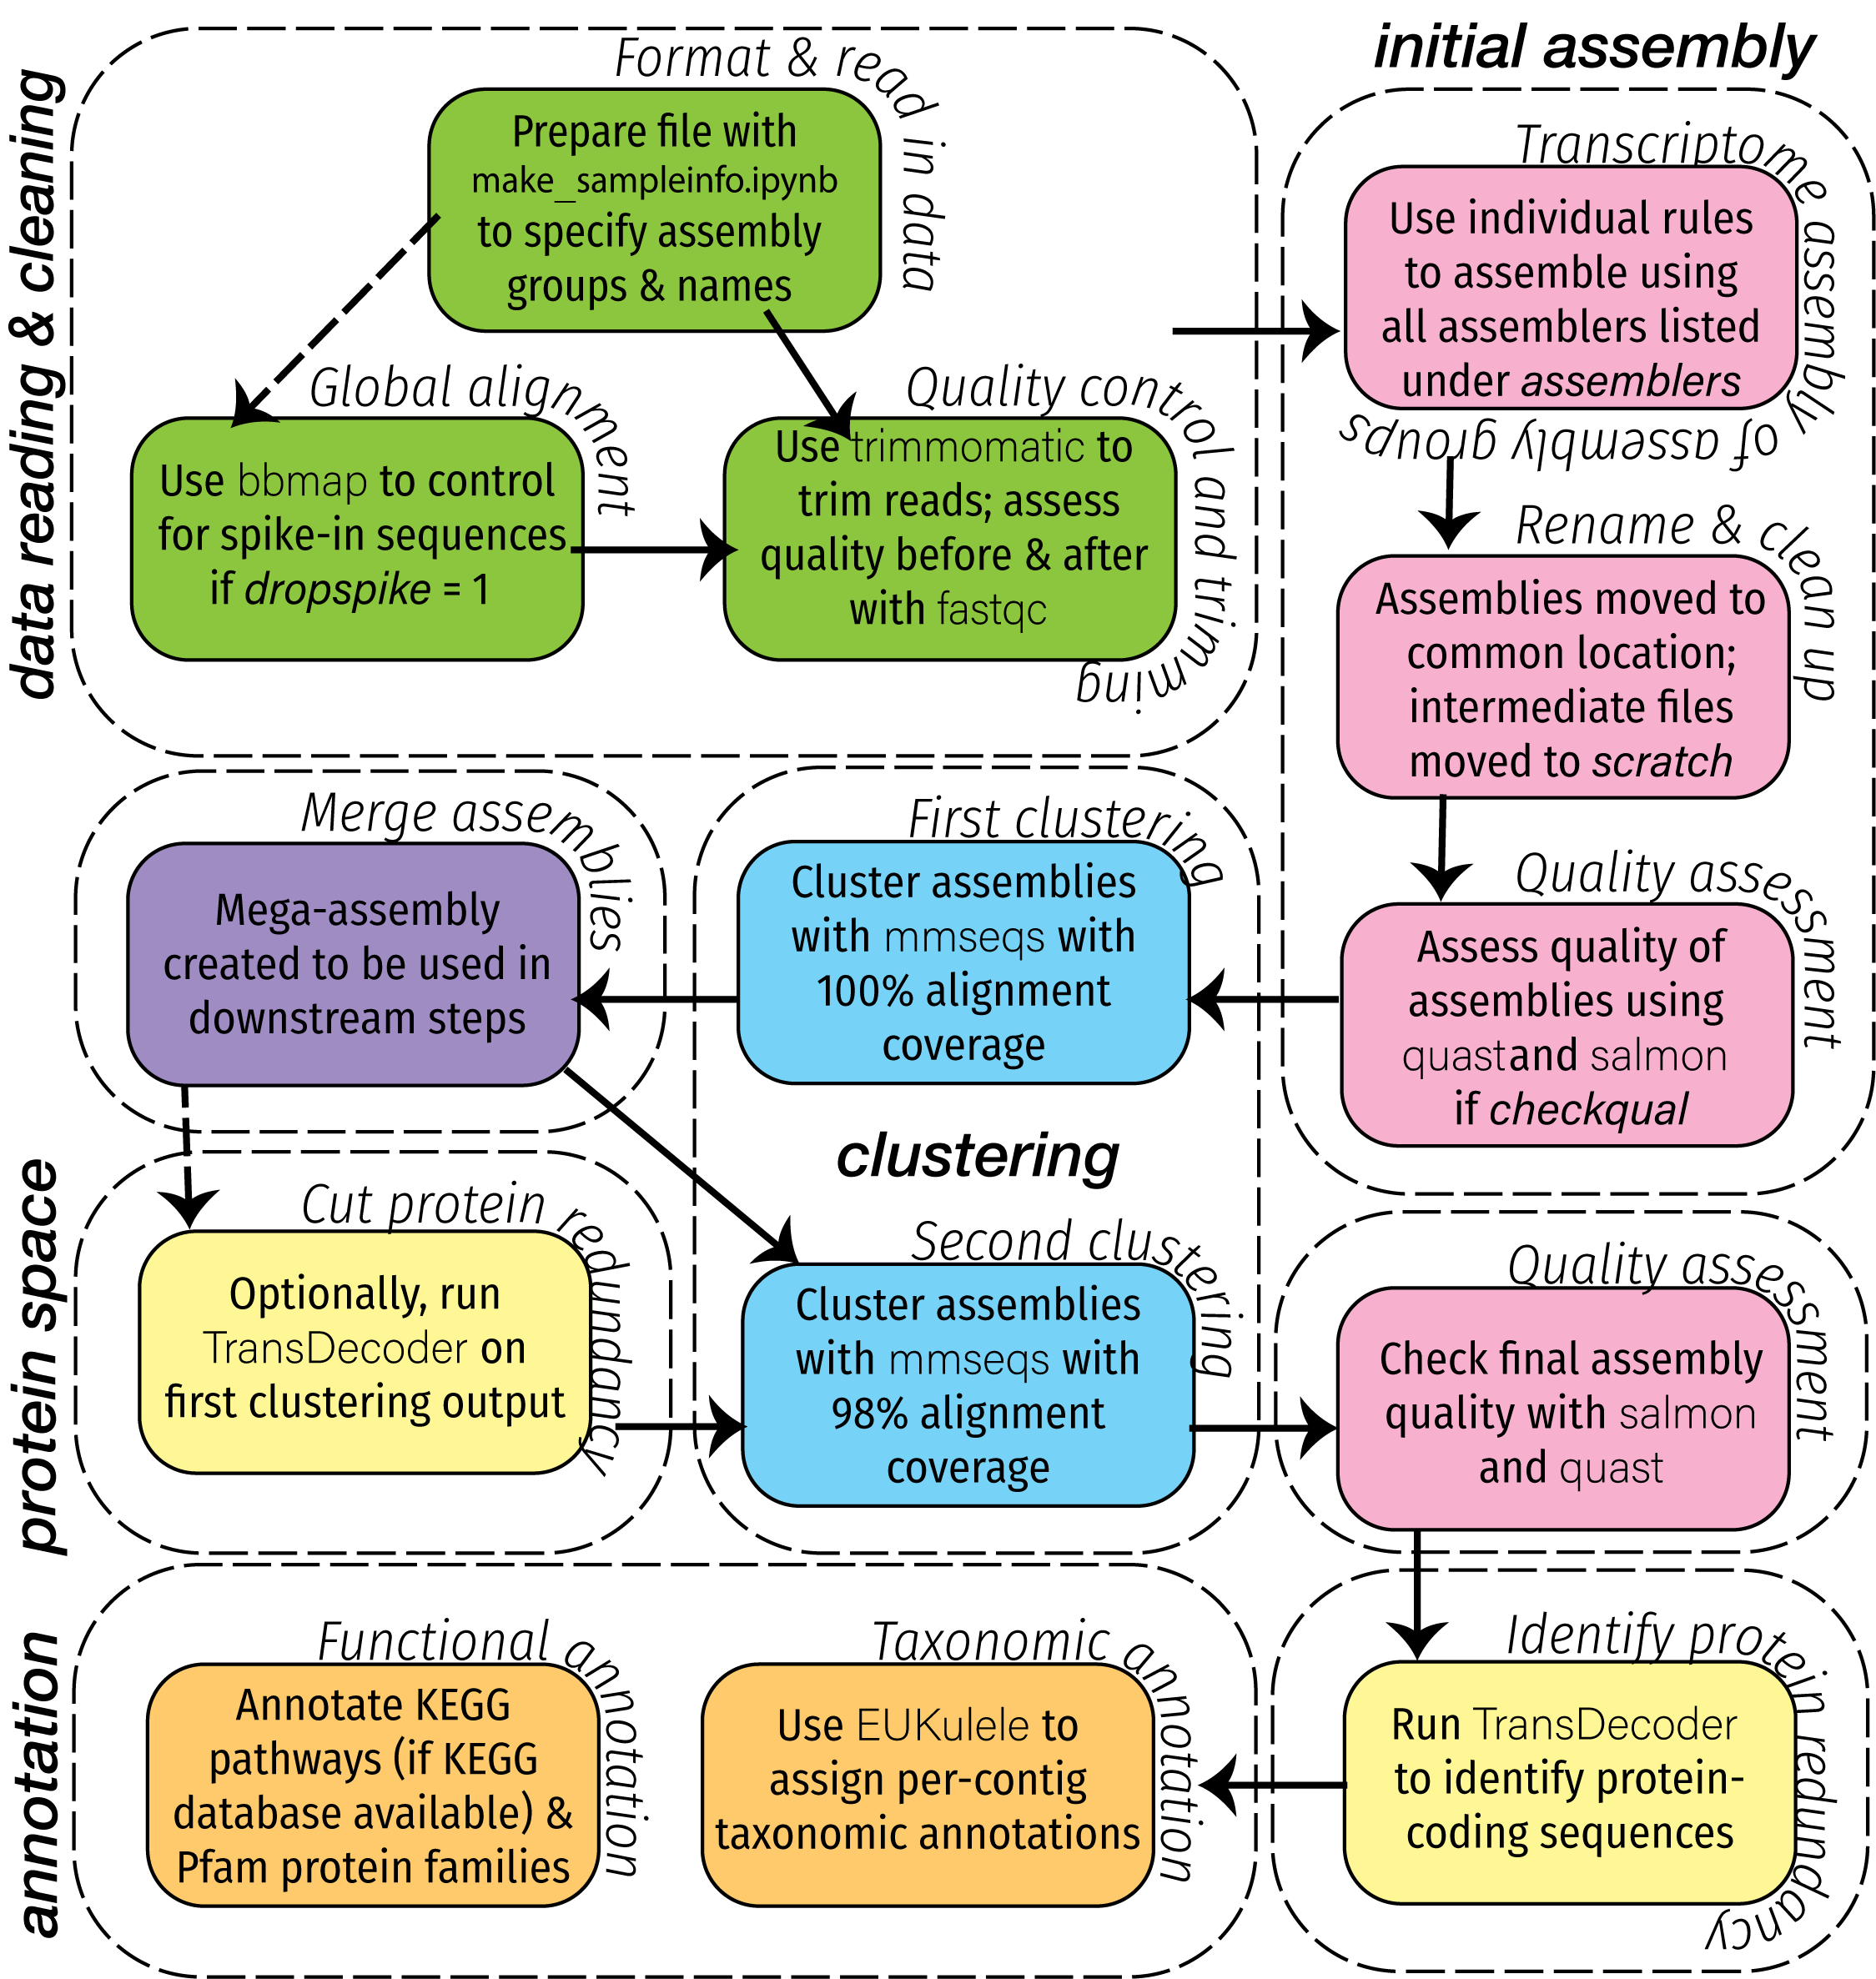 data reading & cleaning
Format & read in data
Prepare file with
make_sampleinfo.ipynb
to specify assembly
groups & names
Global alignment
Use bbmap to control
for spike-in sequences
if dropspike = 1
Quality control and trimming
Use trimmomatic to
trim reads; assess
quality before & after
with fastqc
initial assembly
Transcriptome assembly of assembly groups
Use individual rules
to assemble using
all assemblers listed
under assemblers
Rename & clean up
Assemblies moved to
common location;
intermediate files
moved to scratch
Quality assessment
Assess quality of
assemblies using
quast and salmon
if checkqual
clustering
First clustering
Cluster assemblies
with mmseqs with
100% alignment
coverage
Merge assemblies
Mega-assembly
created to be used in
downstream steps
protein space
Cut protein redundancy
Optionally, run
TransDecoder on
first clustering output
Second clustering
Cluster assemblies
with mmseqs with
98% alignment
coverage
Quality assessment
Check final assembly
quality with salmon
and quast
Identify protein redundancy
Run TransDecoder
to identify protein-
coding sequences
annotation
Functional annotation
Annotate KEGG
pathways (if KEGG
database available) &
Pfam protein families
Taxonomic annotation
Use EUKulele to
assign per-contig
taxonomic annotations